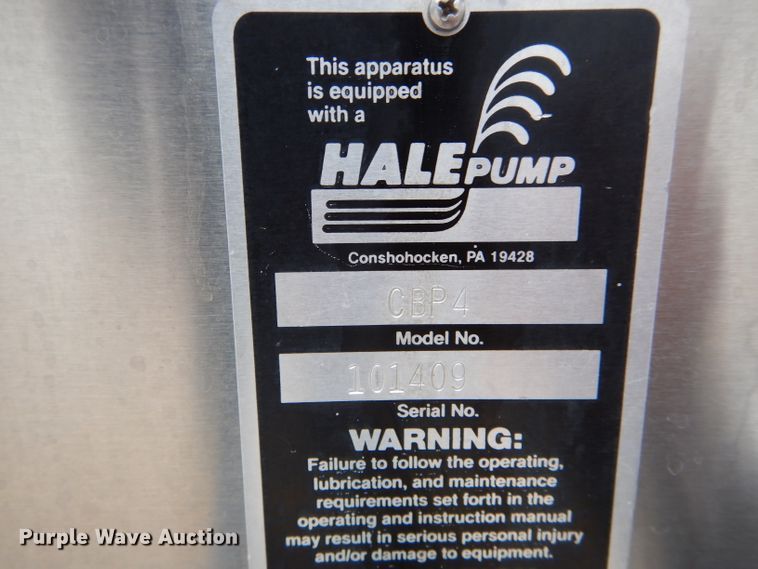 This apparatus
is equipped
with a
HALE PUMP
Conshohocken, PA 19428
CBP4
Model No.
101409
Serial No.
WARNING:
Failure to follow the operating,
lubrication, and maintenance
requirements set forth in the
operating and instruction manual
may result in serious personal injury
and/or damage to equipment.
Purple Wave Auction